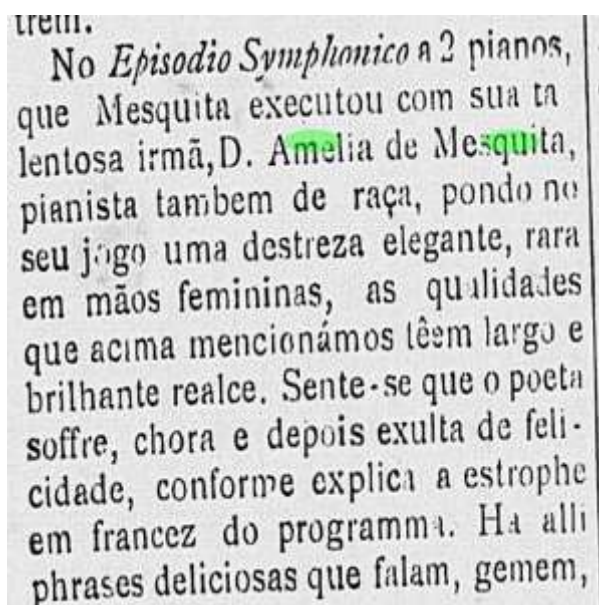 trem.
No Episodio Symphonico a 2 pianos,
que Mesquita executou com sua ta
lentosa irmã, D. Amelia de Mesquita,
pianista tambem de raça, pondo no
seu jogo uma destreza elegante, rara
em mãos femininas, as qualidades
que acima mencionámos têem largo e
brilhante realce. Sente-se que o poeta
soffre, chora e depois exulta de feli-
cidade, conforme explica a estrophe
em francez do programma. Ha alli
phrases deliciosas que falam, gemem,